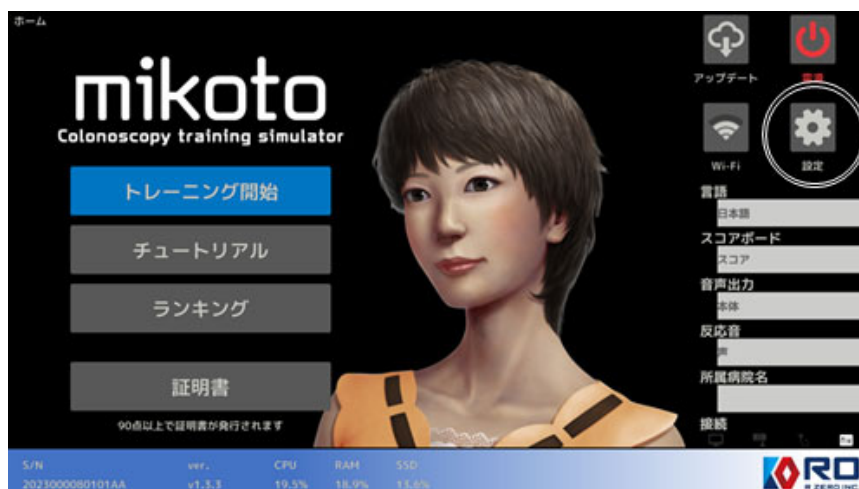 ホーム
mikoto
Colonoscopy training simulator
トレーニング開始
チュートリアル
ランキング
証明書
90点以上で証明書が発行されます
アップデート
電源
Wi-Fi
設定
言語
日本語
スコアボード
スコア
音声出力
本体
反応音
声
所属病院名
接続
S/N
2023000080101AA
ver.
v1.3.3
CPU
19.5%
RAM
18.9%
SSD
13.6%
R ZERO INC